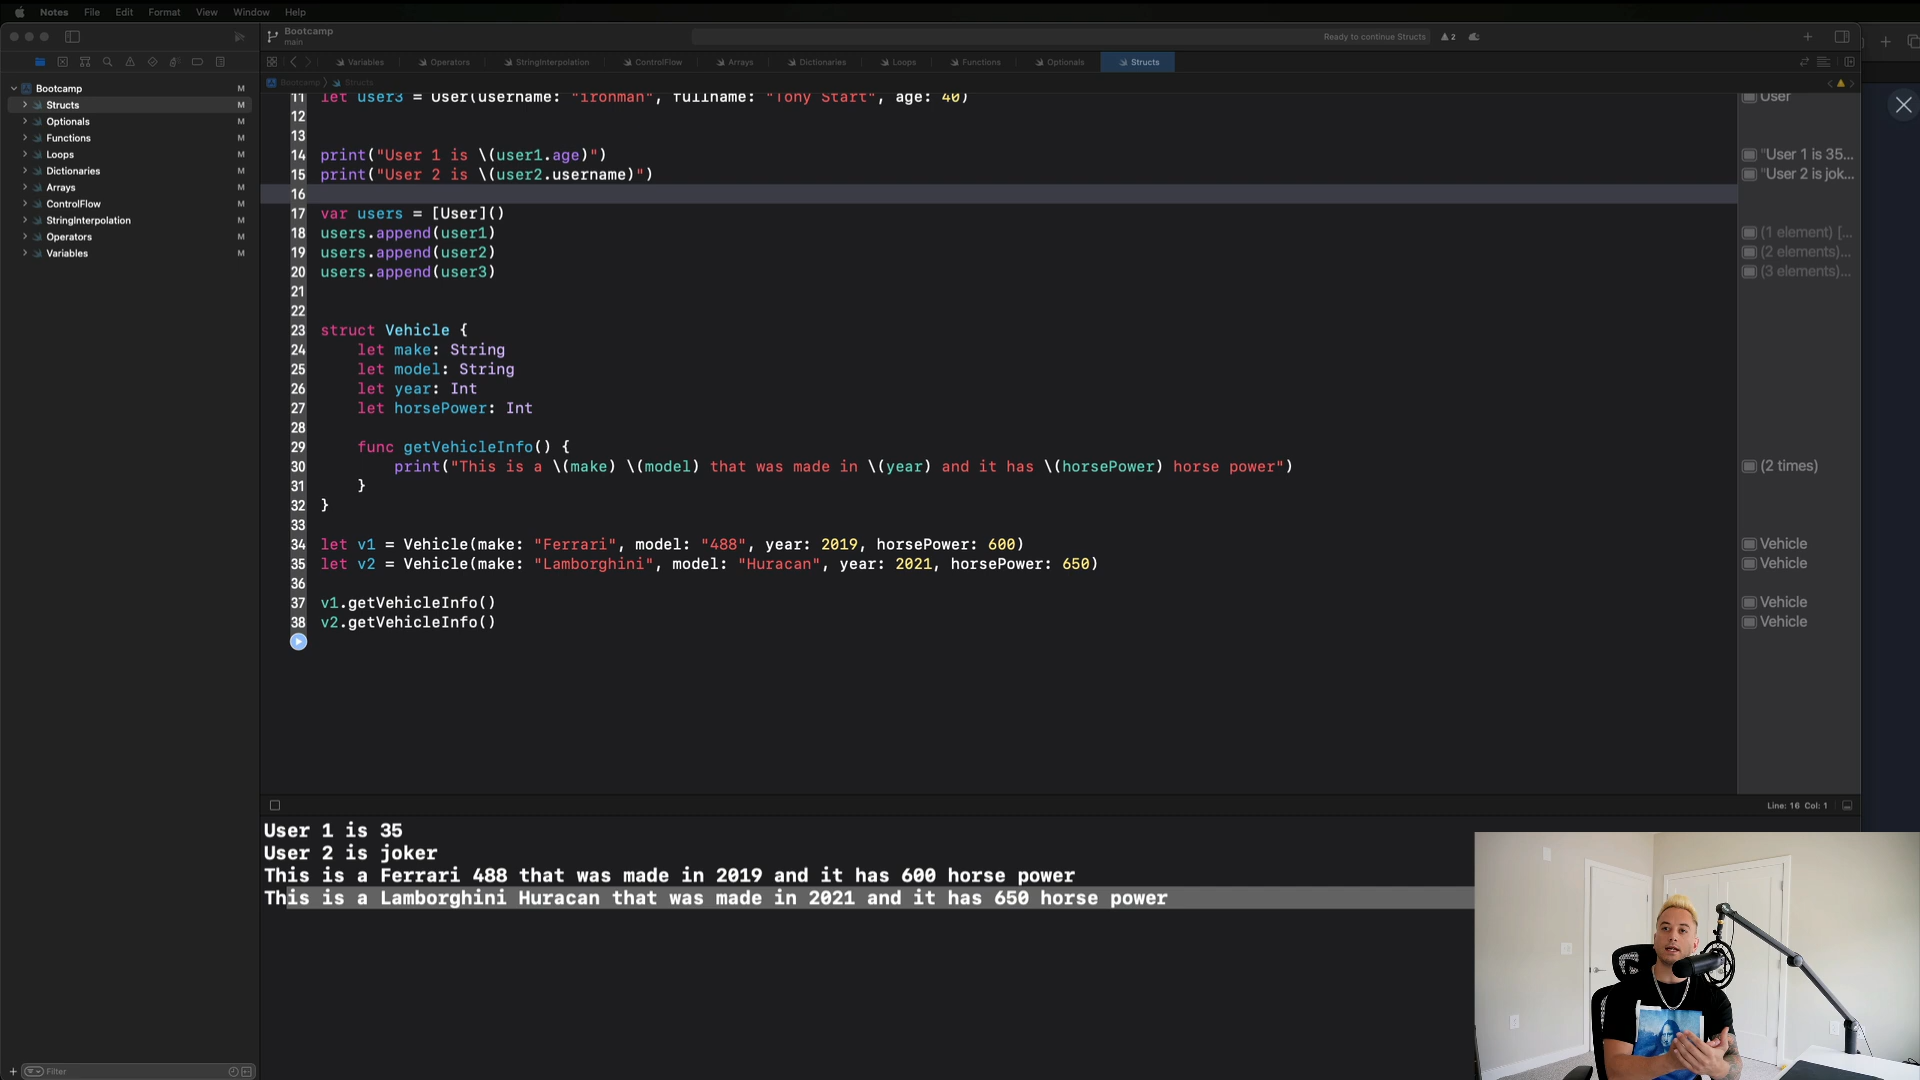 Notes File Edit Format View Window Help
Bootcamp
main
Ready to continue Structs
2
Variables Operators StringInterpolation ControlFlow Arrays Dictionaries Loops Functions Optionals Structs
Bootcamp Structs
Bootcamp M
Structs M
Optionals M
Functions M
Loops M
Dictionaries M
Arrays M
ControlFlow M
StringInterpolation M
Operators M
Variables M
11 let user3 = User(username: "ironman", fullname: "Tony Start", age: 40)
12
13
14 print("User 1 is \(user1.age)")
15 print("User 2 is \(user2.username)")
16
17 var users = [User]()
18 users.append(user1)
19 users.append(user2)
20 users.append(user3)
21
22
23 struct Vehicle {
24 let make: String
25 let model: String
26 let year: Int
27 let horsePower: Int
28
29 func getVehicleInfo() {
30 print("This is a \(make) \(model) that was made in \(year) and it has \(horsePower) horse power")
31 }
32 }
33
34 let v1 = Vehicle(make: "Ferrari", model: "488", year: 2019, horsePower: 600)
35 let v2 = Vehicle(make: "Lamborghini", model: "Huracan", year: 2021, horsePower: 650)
36
37 v1.getVehicleInfo()
38 v2.getVehicleInfo()
User
"User 1 is 35...
"User 2 is jok...
(1 element) [...
(2 elements)...
(3 elements)...
(2 times)
Vehicle
Vehicle
Vehicle
Vehicle
Line: 16 Col: 1
User 1 is 35
User 2 is joker
This is a Ferrari 488 that was made in 2019 and it has 600 horse power
This is a Lamborghini Huracan that was made in 2021 and it has 650 horse power
Filter